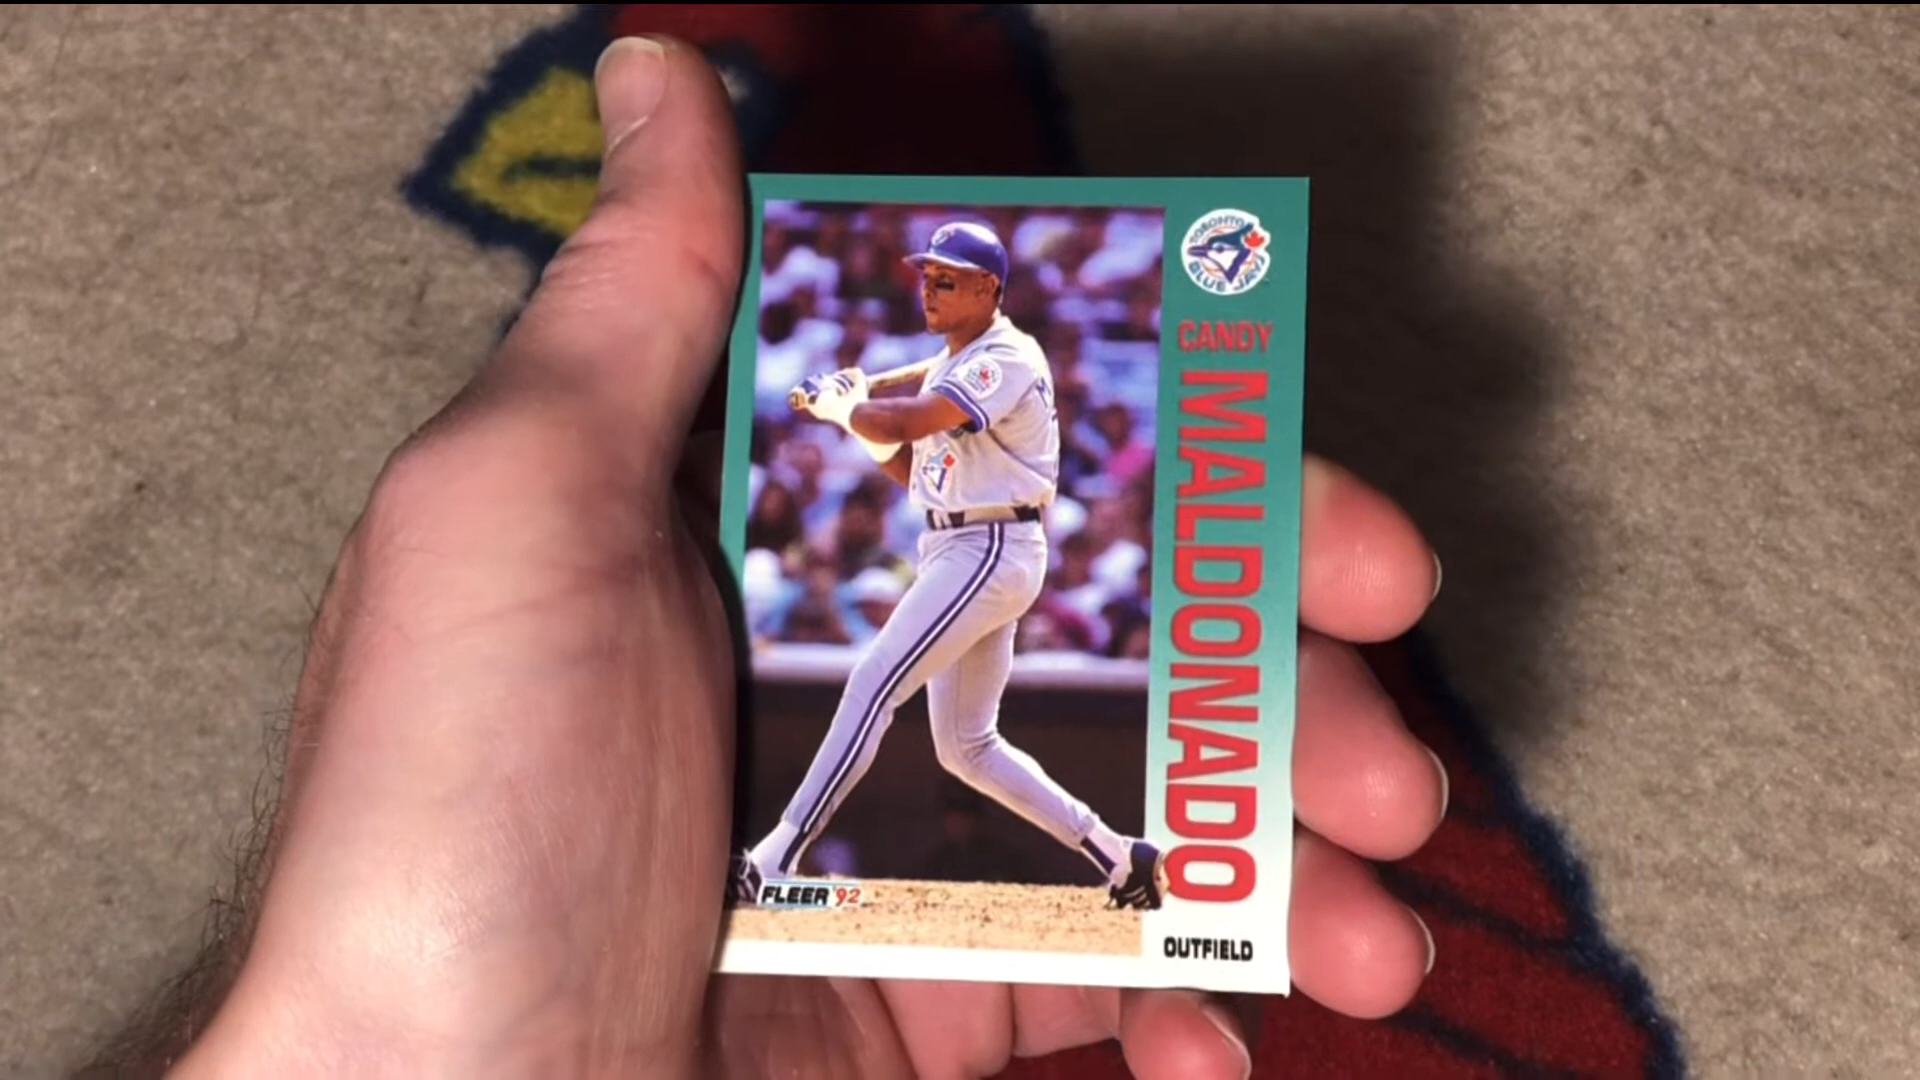 TORONTO
BLUE JAYS
CANDY
MALDONADO
FLEER '92
OUTFIELD